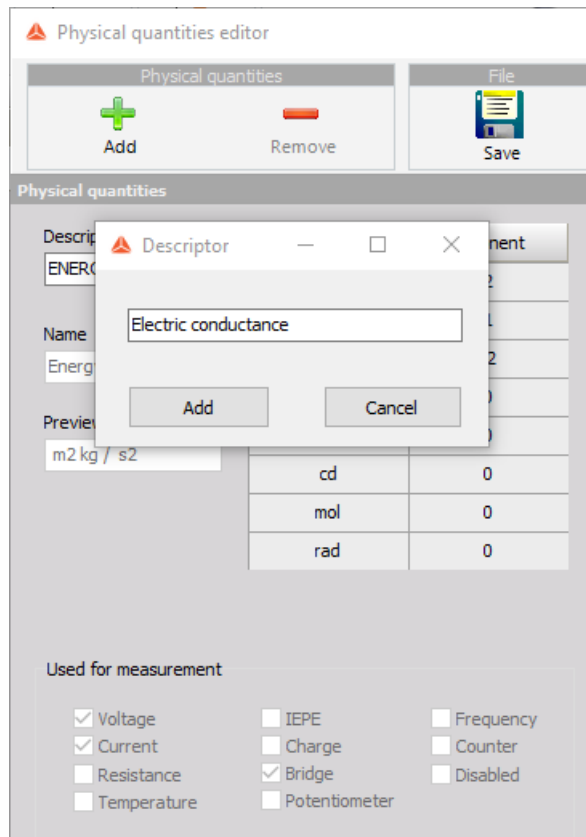 Physical quantities editor
Physical quantities
File
Add
Remove
Save
Physical quantities
Descrip
ENERG
nent
Descriptor
Electric conductance
Add
Cancel
Name
Energ
Preview
m2 kg / s2
2
1
2
cd 0
mol 0
rad 0
Used for measurement
Voltage IEPE Frequency
Current Charge Counter
Resistance Bridge Disabled
Temperature Potentiometer